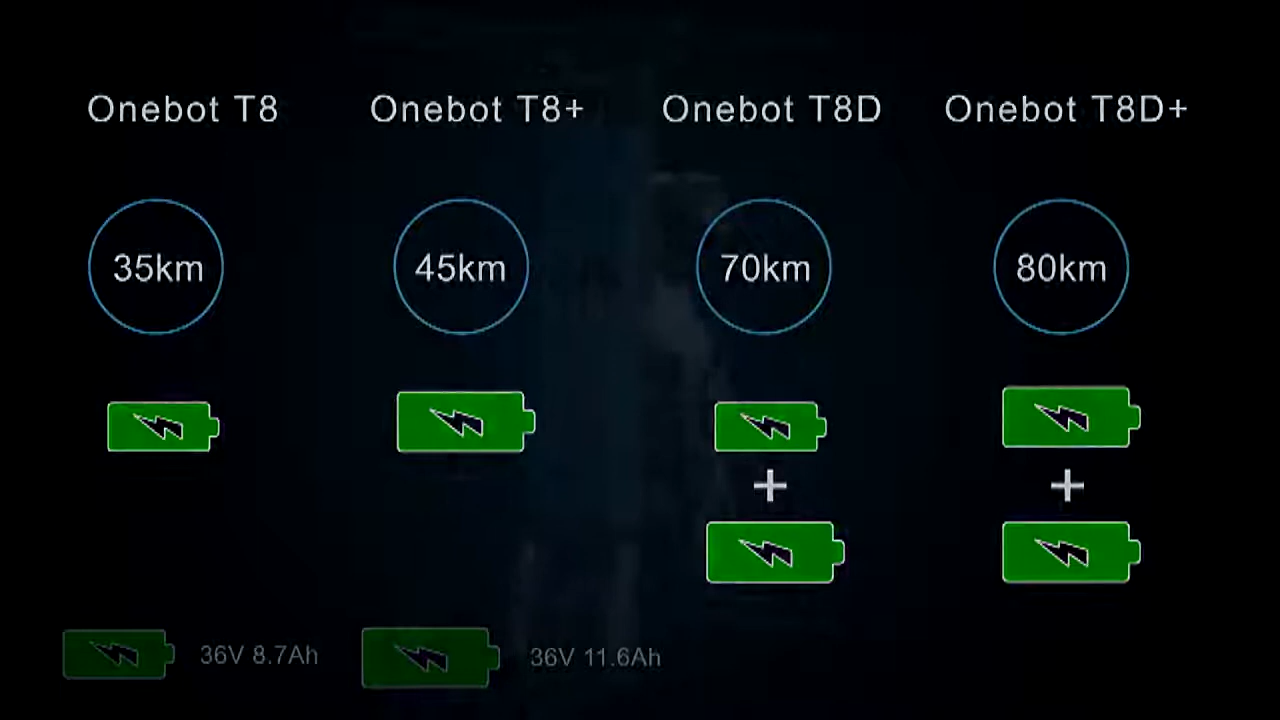 Onebot T8
Onebot T8+
Onebot T8D
Onebot T8D+
35km
45km
70km
80km
+
+
36V 8.7Ah
36V 11.6Ah